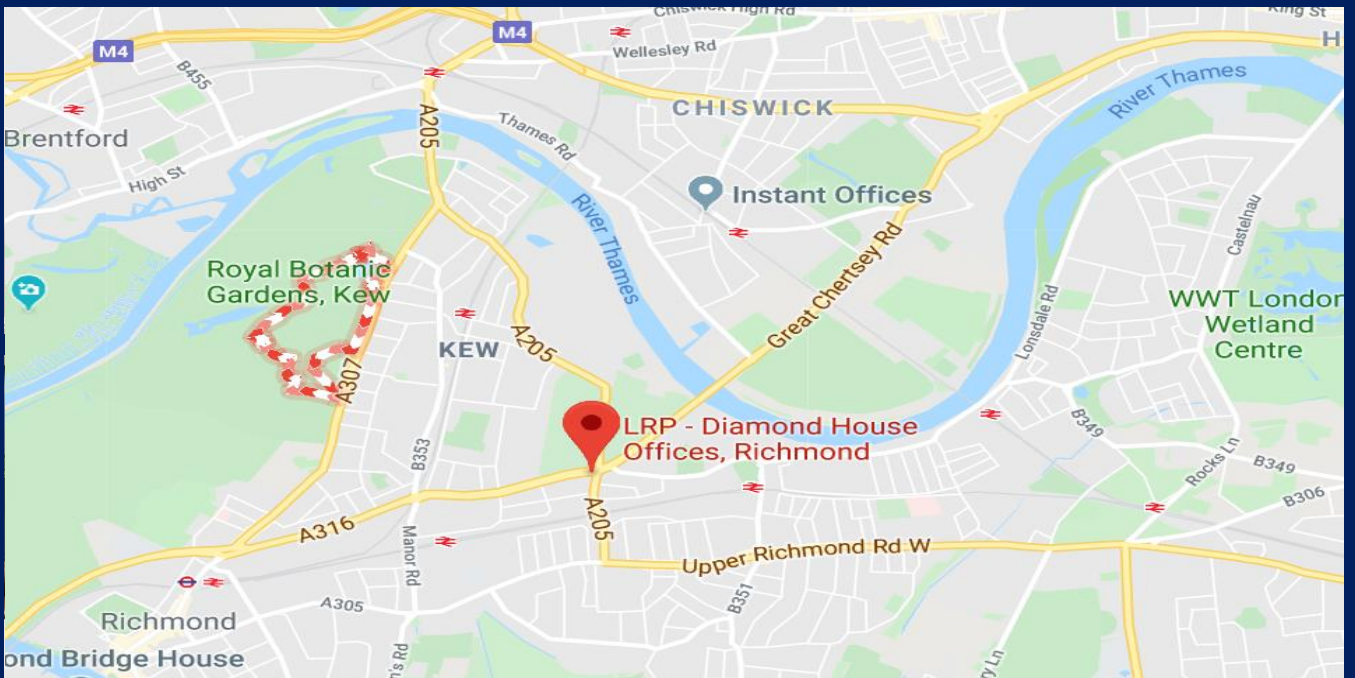 Chiswick High Rd
King St
M4
M4
Wellesley Rd
H
B455
River Thames
CHISWICK
A205
Thames Rd
Brentford
High St
Instant Offices
River Thames
Castelnau
Great Chertsey Rd
Royal Botanic
Gardens, Kew
WWT London
Wetland
Centre
Lonsdale Rd
KEW
A205
A307
LRP - Diamond House
Offices, Richmond
B349
B353
Rocks Ln
B349
B306
A316
A205
Manor Rd
Upper Richmond Rd W
A305
B351
Richmond
ond Bridge House
's Rd
ry Ln